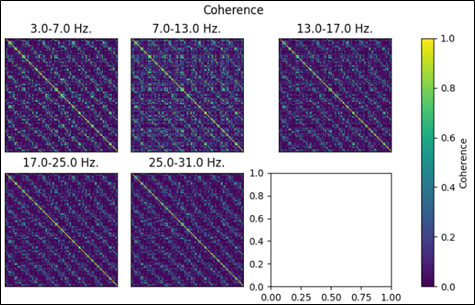 Coherence
3.0-7.0 Hz.
7.0-13.0 Hz.
13.0-17.0 Hz.
1.0
0.8
0.6
0.4
0.2
0.0
Coherence
17.0-25.0 Hz.
25.0-31.0 Hz.
1.0
0.8
0.6
0.4
0.2
0.0
0.00
0.25
0.50
0.75
1.00